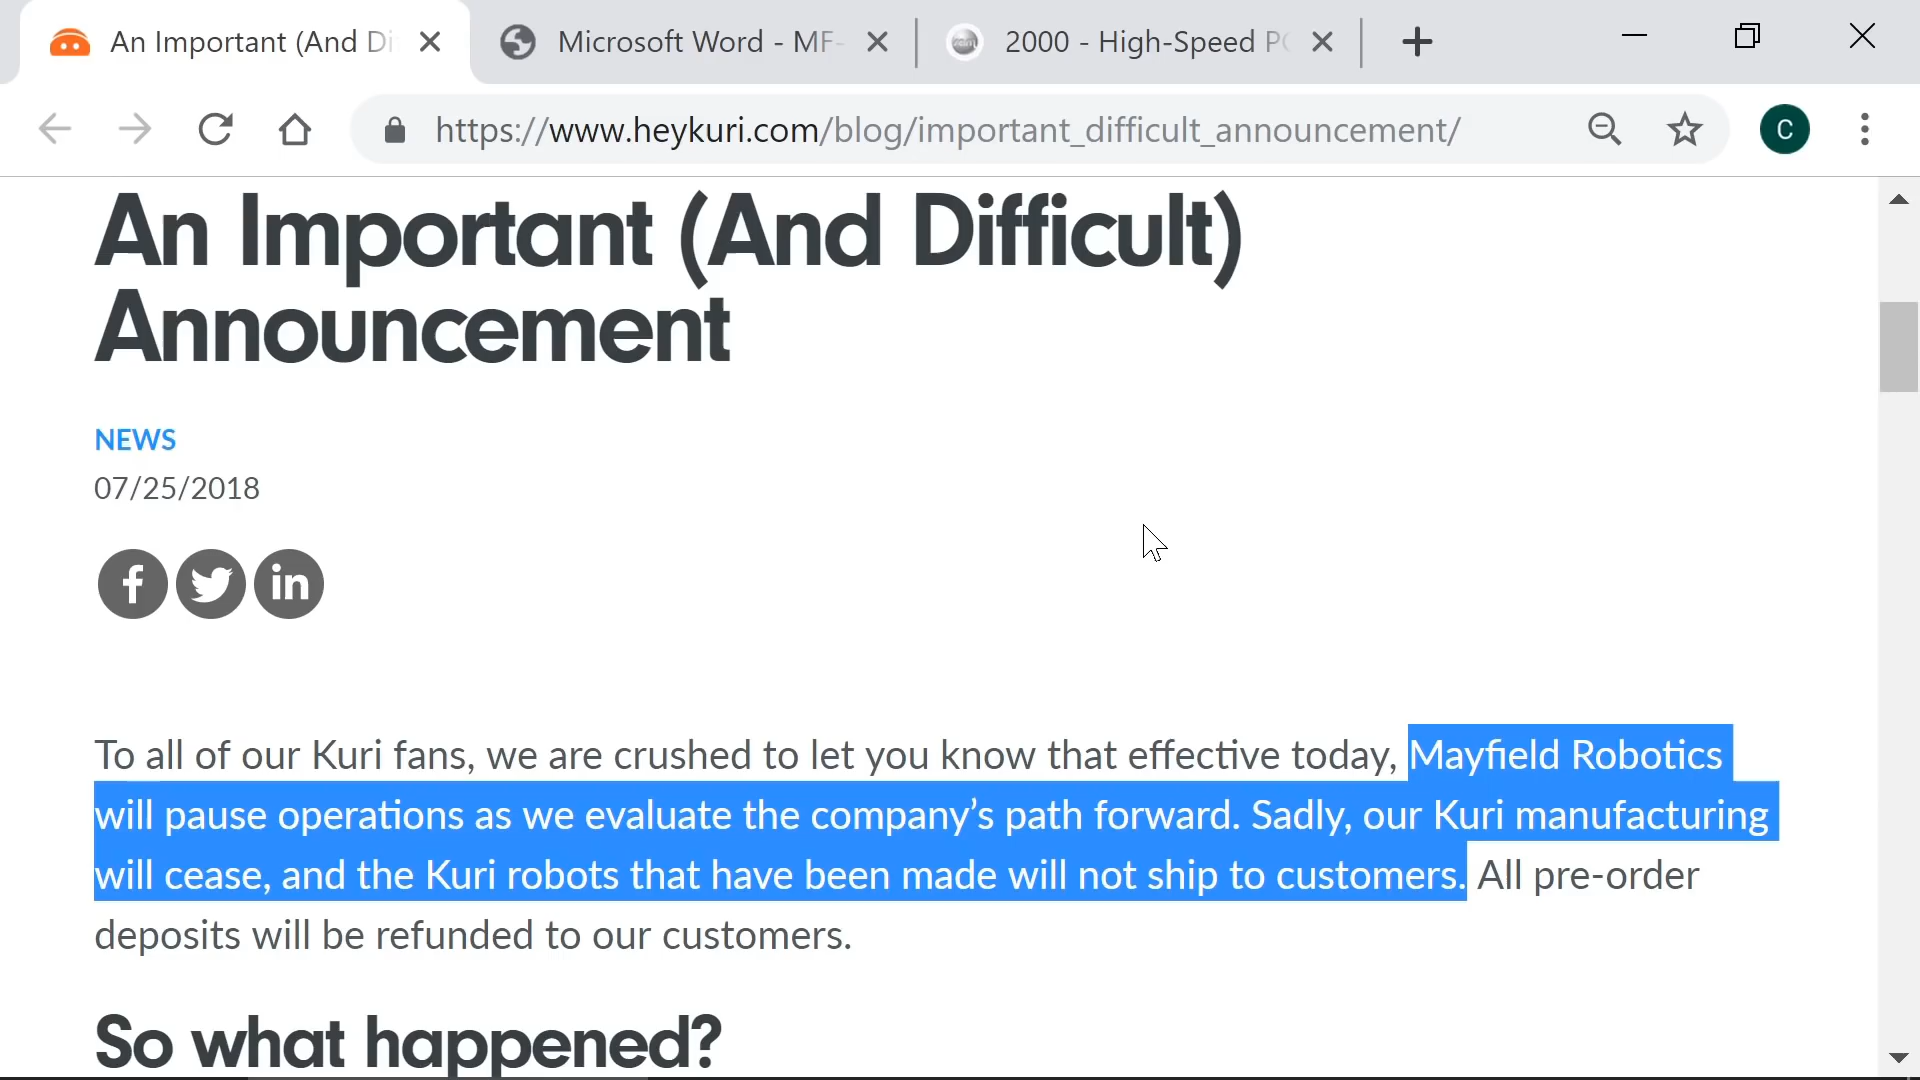 An Important (And Di
Microsoft Word - MF-
2000 - High-Speed PC
https://www.heykuri.com/blog/important_difficult_announcement/
C
An Important (And Difficult)
Announcement
NEWS
07/25/2018
f
in
To all of our Kuri fans, we are crushed to let you know that effective today, Mayfield Robotics
will pause operations as we evaluate the company’s path forward. Sadly, our Kuri manufacturing
will cease, and the Kuri robots that have been made will not ship to customers. All pre-order
deposits will be refunded to our customers.
So what happened?